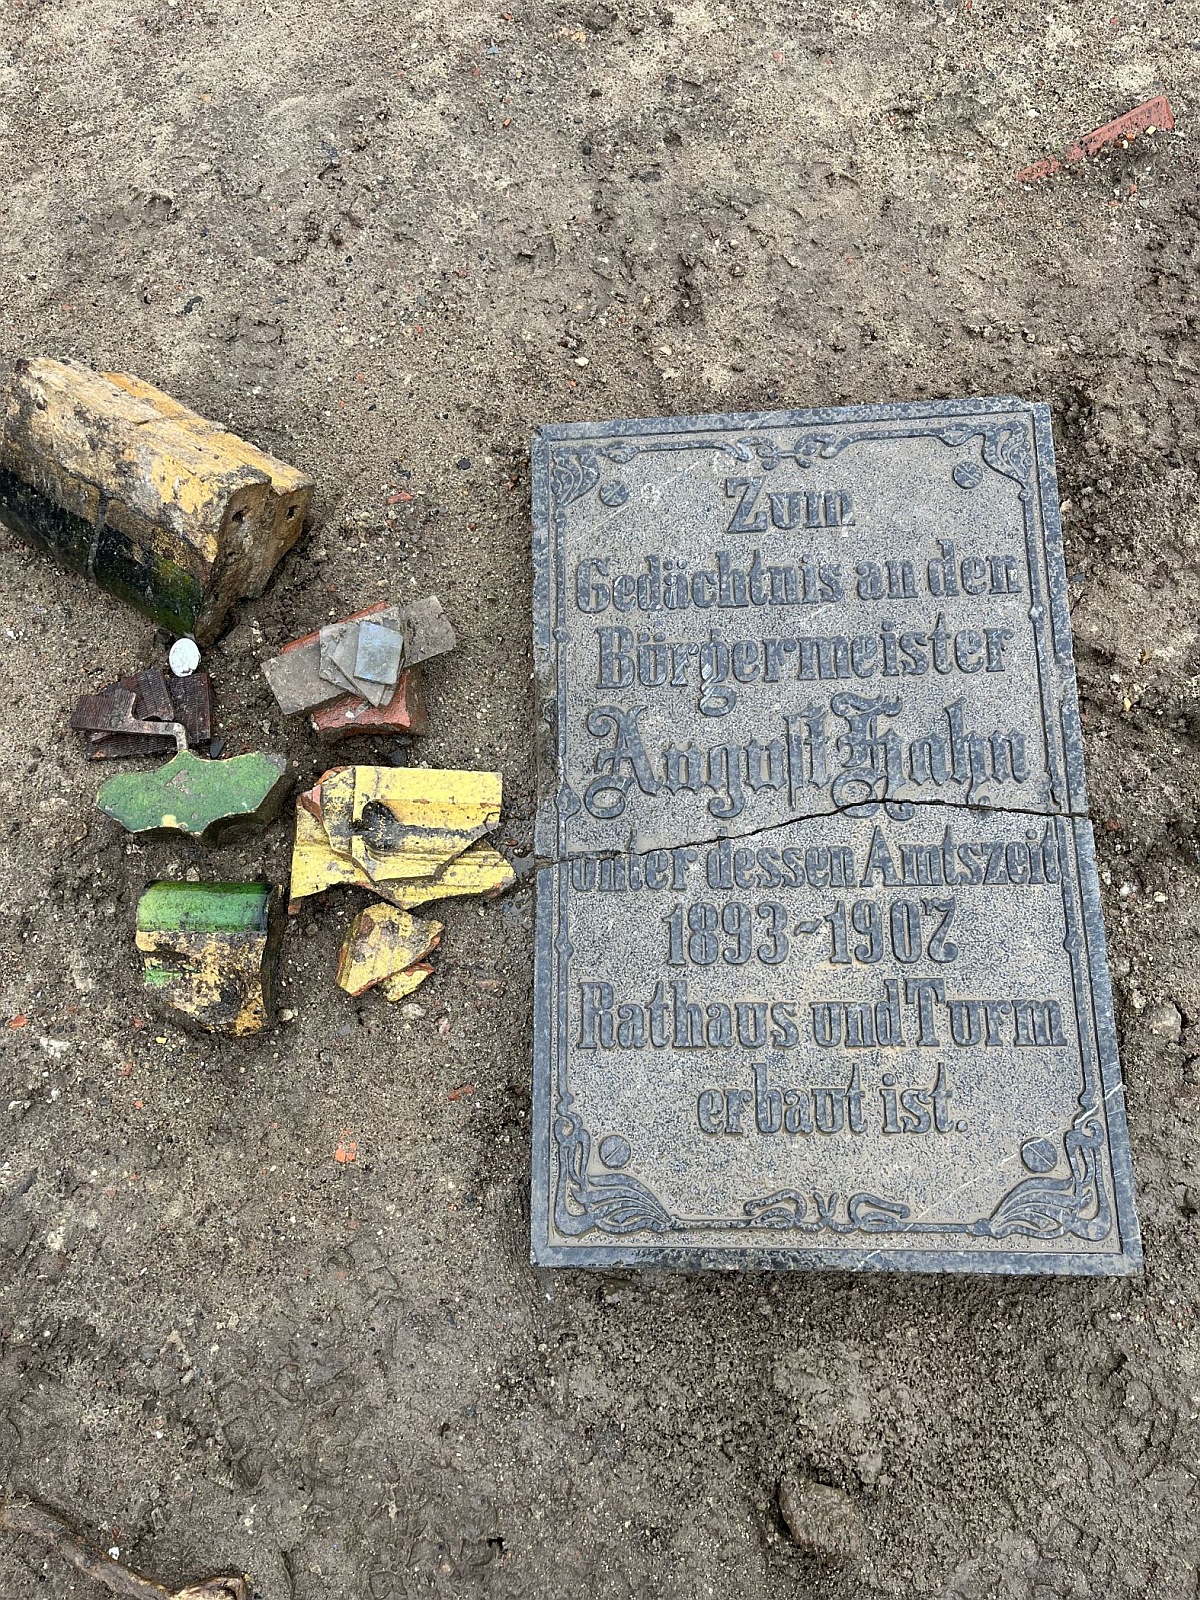 Zum
Gedächtnis an den
Bürgermeister
August Hahn
unter dessen Amtszeit
1893-1907
Rathaus und Turm
erbaut ist.